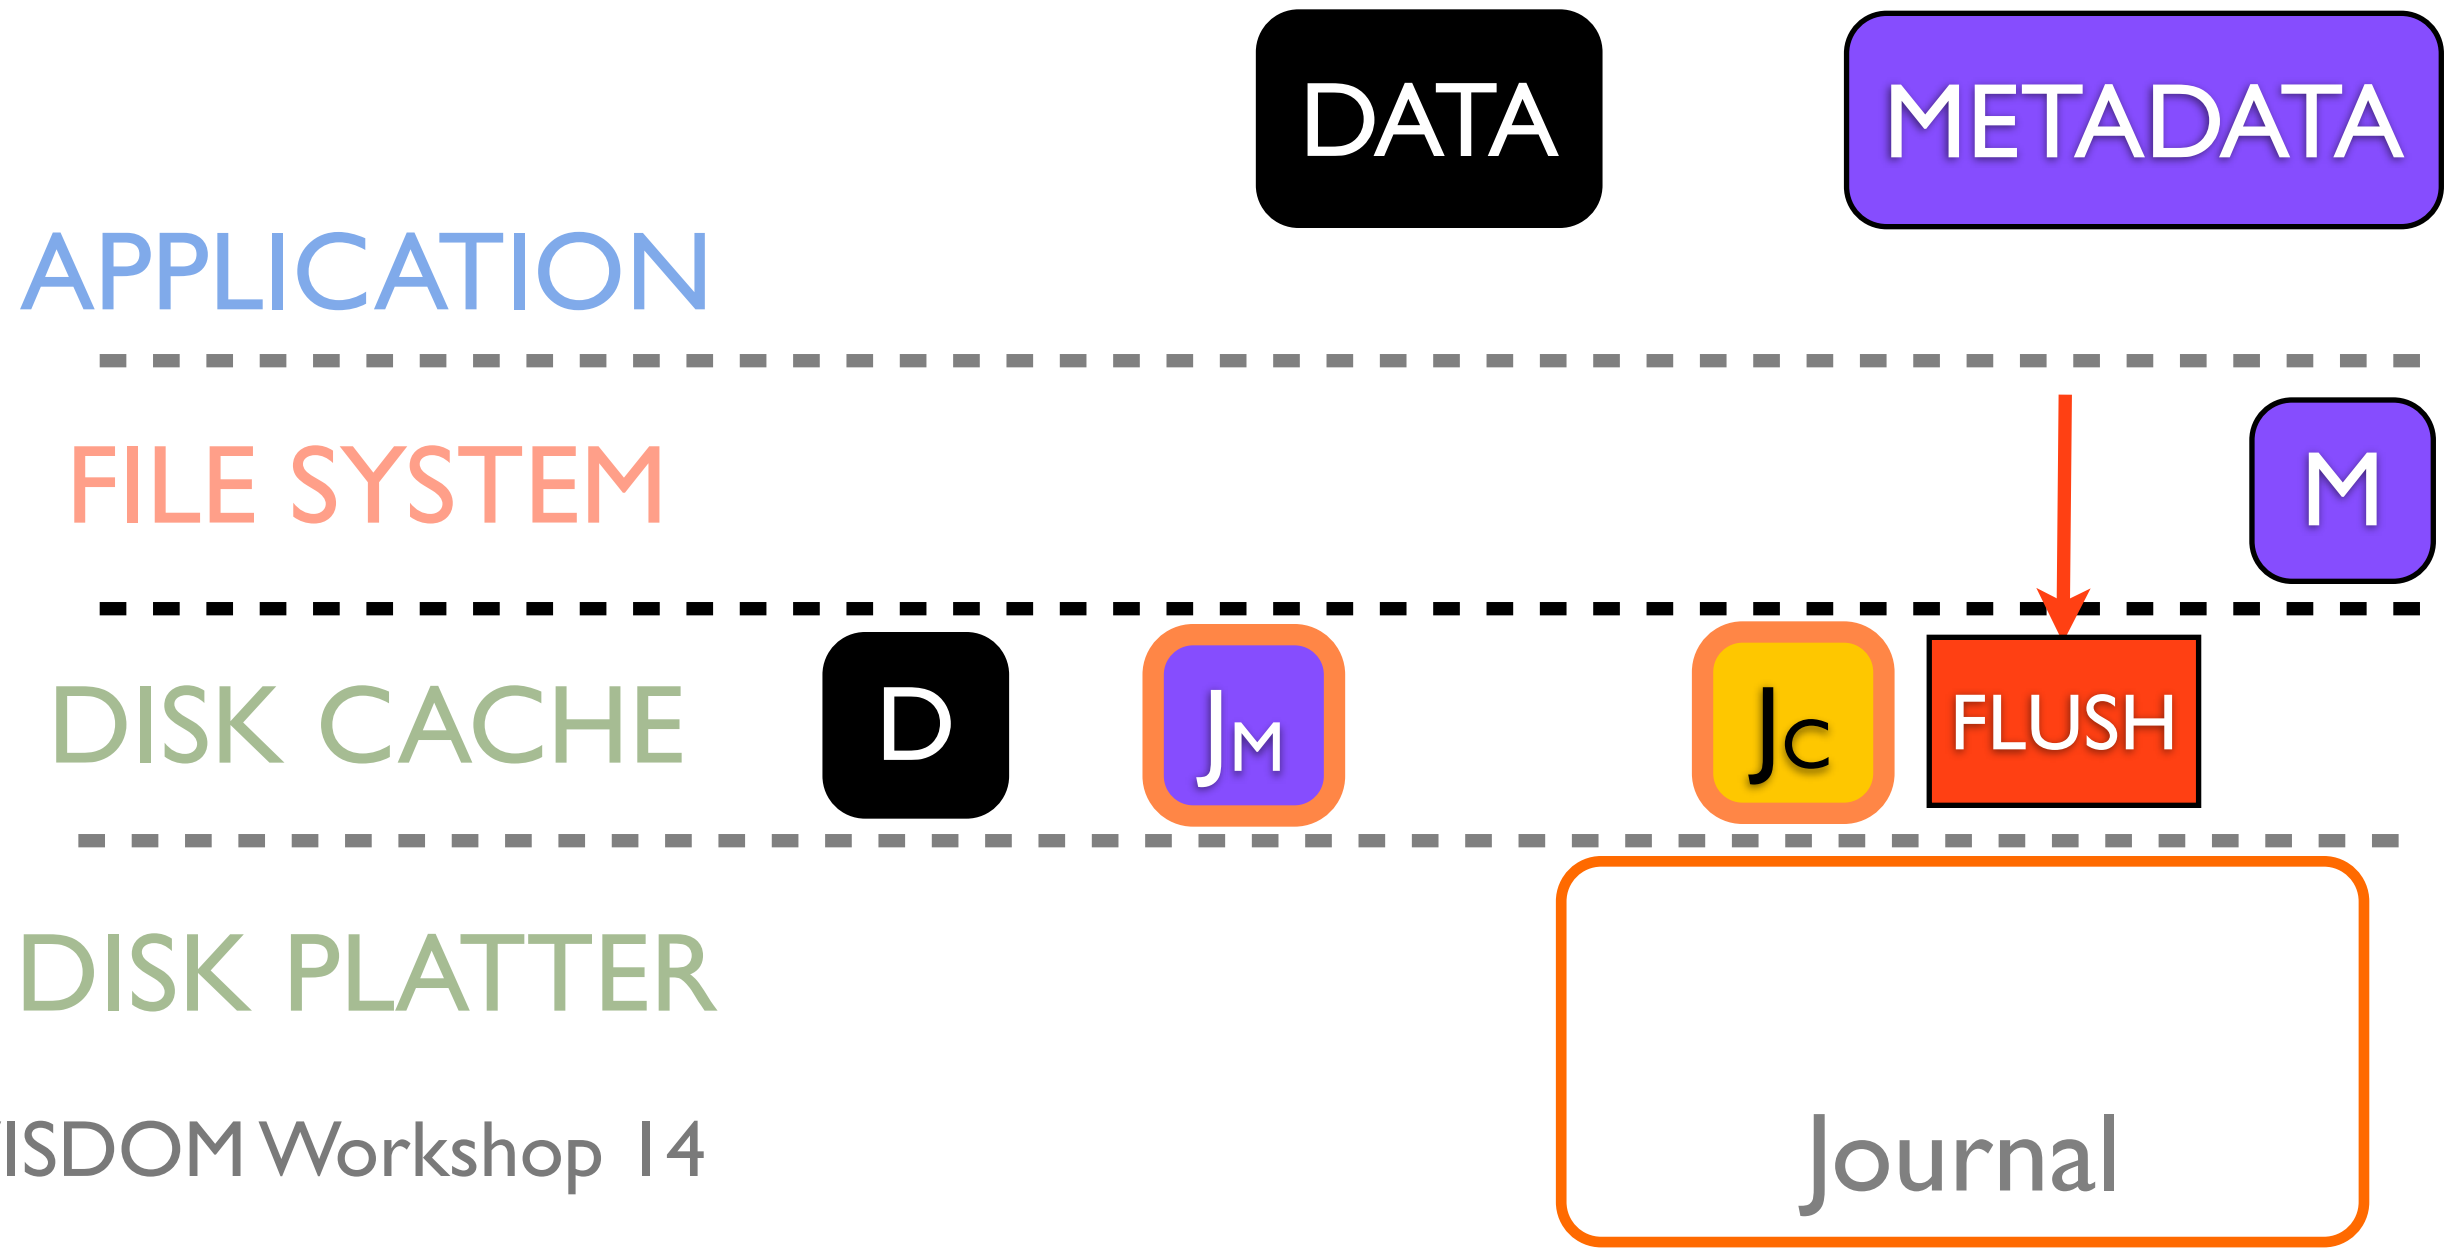 DATA METADATA
APPLICATION
FILE SYSTEM M
DISK CACHE D JM JC FLUSH
DISK PLATTER
ISDOM Workshop 14
Journal